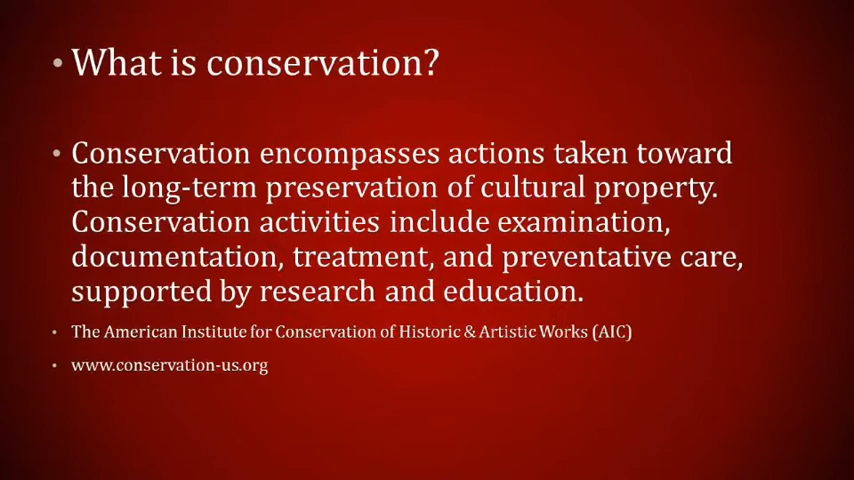 • What is conservation?
• Conservation encompasses actions taken toward
the long-term preservation of cultural property.
Conservation activities include examination,
documentation, treatment, and preventative care,
supported by research and education.
• The American Institute for Conservation of Historic & Artistic Works (AIC)
• www.conservation-us.org